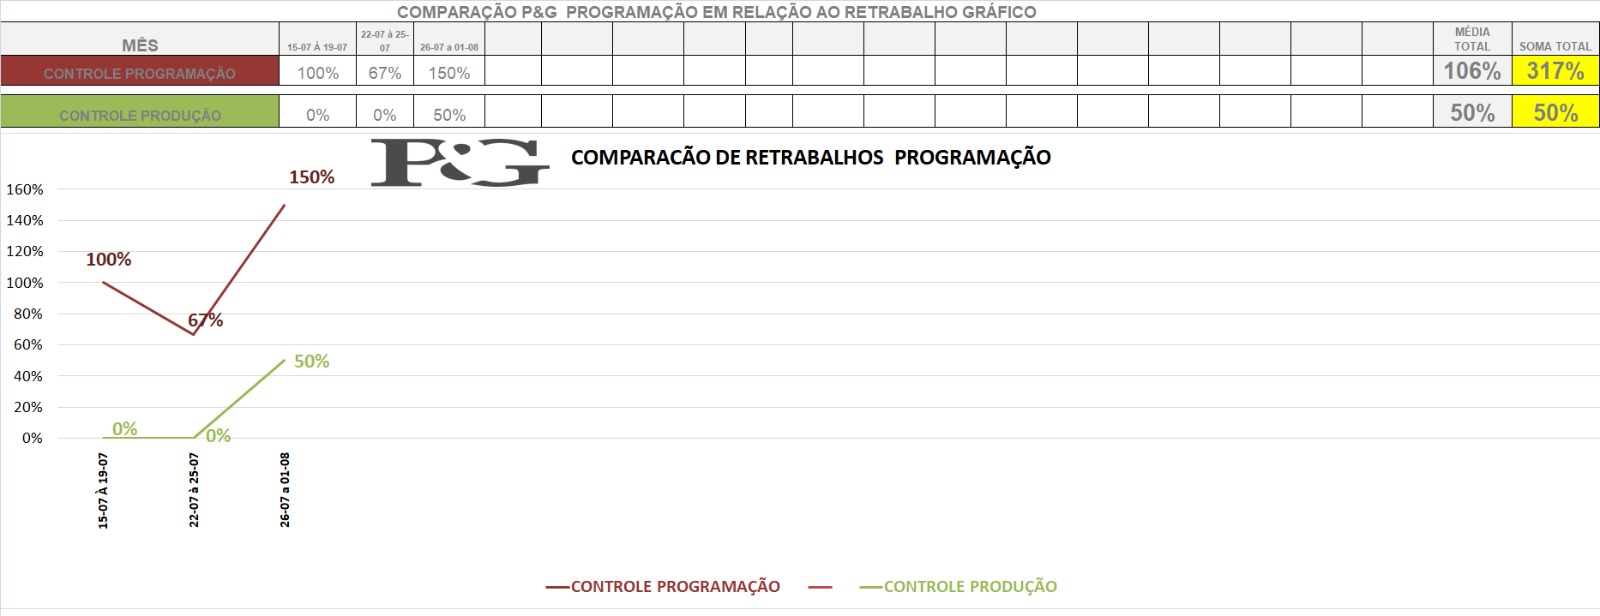 COMPARAÇÃO P&G  PROGRAMAÇÃO EM RELAÇÃO AO RETRABALHO GRÁFICO
MÊS 15-07 À 19-07 22-07 à 25-07 26-07 a 01-08 MÉDIA TOTAL SOMA TOTAL
CONTROLE PROGRAMAÇÃO 100% 67% 150% 106% 317%
CONTROLE PRODUÇÃO 0% 0% 50% 50% 50%
P&G COMPARACÃO DE RETRABALHOS  PROGRAMAÇÃO
150%
160%
140%
120%
100%
100%
80%
67%
60%
50%
40%
20%
0%
0%
0%
15-07 À 19-07
22-07 à 25-07
26-07 a 01-08
CONTROLE PROGRAMAÇÃO
CONTROLE PRODUÇÃO